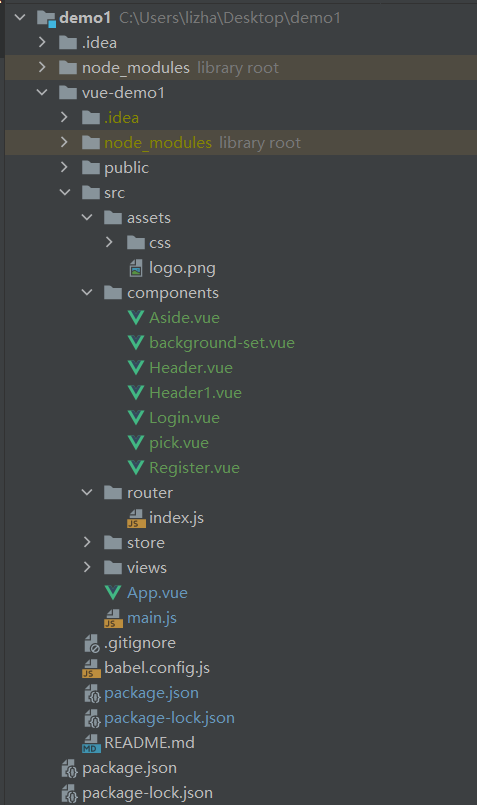 demo1 C:\Users\lizha\Desktop\demo1
.idea
node_modules library root
vue-demo1
.idea
node_modules library root
public
src
assets
css
logo.png
components
Aside.vue
background-set.vue
Header.vue
Header1.vue
Login.vue
pick.vue
Register.vue
router
index.js
store
views
App.vue
main.js
.gitignore
babel.config.js
package.json
package-lock.json
README.md
package.json
package-lock.json